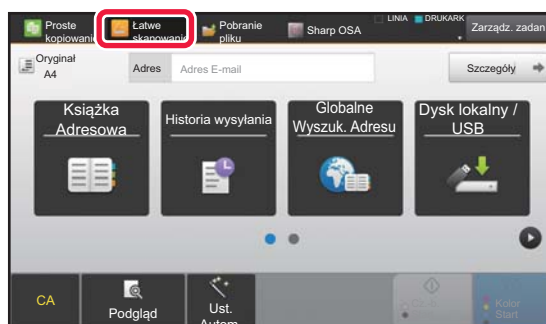 Proste
kopiowanie
Łatwe
skanowanie
Pobranie
pliku
Sharp OSA
LINIA
DRUKARK
Zarządz. zadan
Oryginał
A4
Adres
Adres E-mail
Szczegóły
Książka
Adresowa
Historia wysyłania
Globalne
Wyszuk. Adresu
Dysk lokalny /
USB
CA
Podgląd
Ust.
Autom.
Kolor
Start